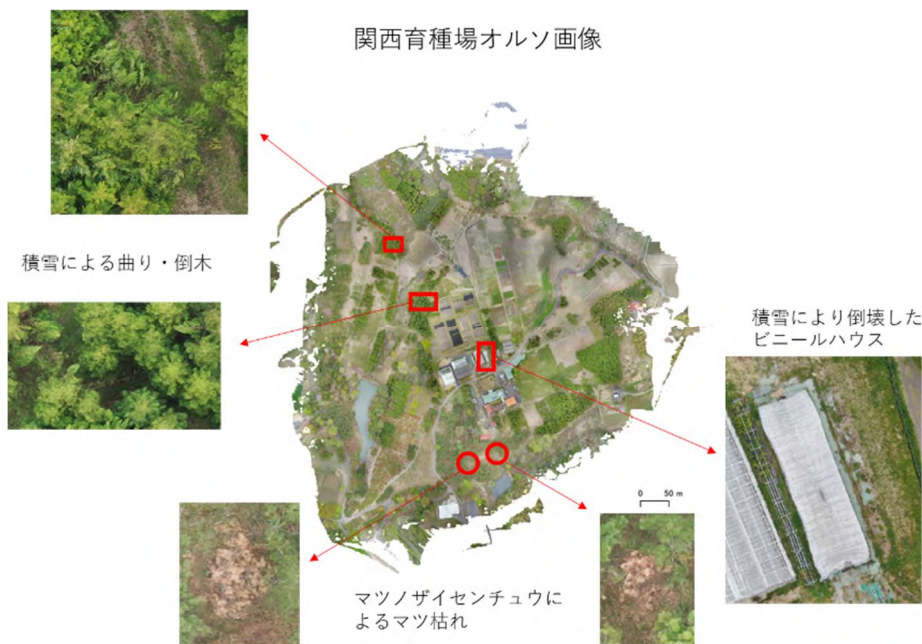 関西育種場オルソ画像
積雪による曲り・倒木
積雪により倒壊した
ビニールハウス
0 50 m
マツノザイセンチュウに
よるマツ枯れ